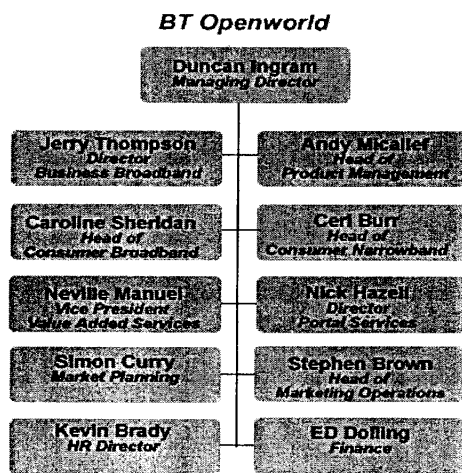 BT Openworld
Duncan Ingram
Managing Director
Jerry Thompson
Director
Business Broadband
Andy Micallef
Head of
Product Management
Caroline Sheridan
Head of
Consumer Broadband
Ceri Burr
Head of
Consumer Narrowband
Neville Manuel
Vice President
Value Added Services
Nick Hazell
Director
Portal Services
Simon Curry
Market Planning
Stephen Brown
Head of
Marketing Operations
Kevin Brady
HR Director
ED Dolling
Finance